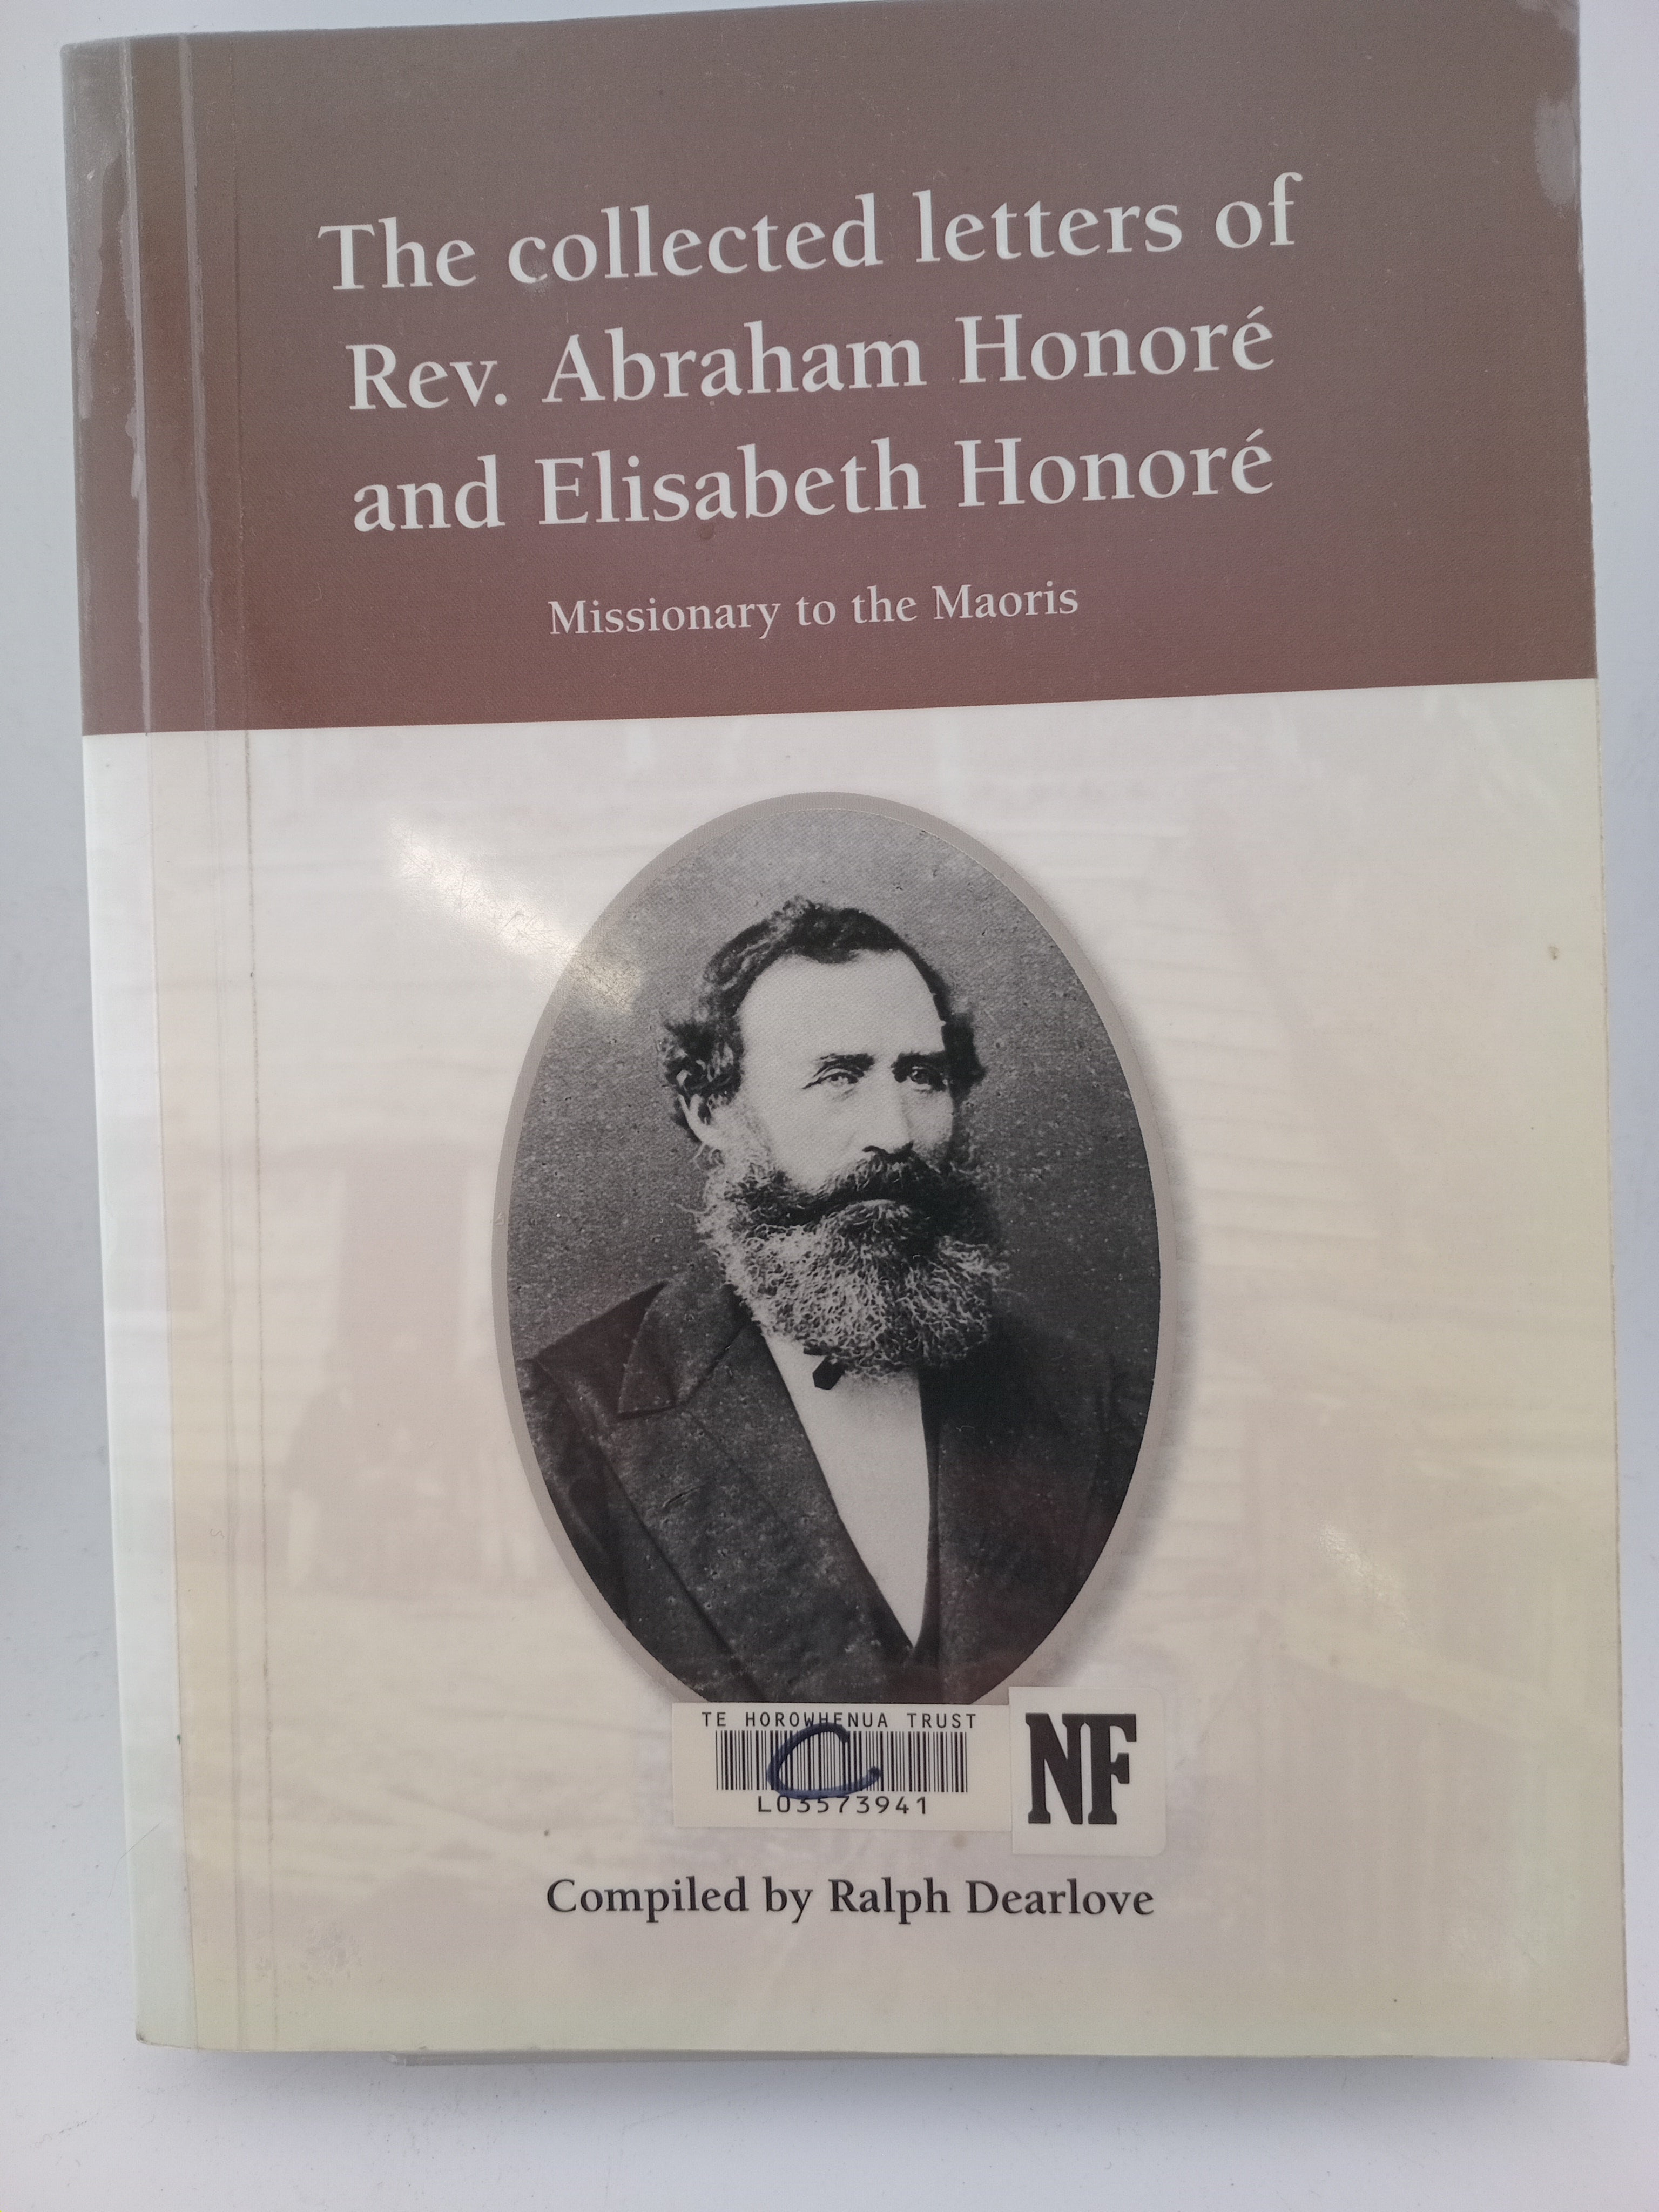 The collected letters of
Rev. Abraham Honoré
and Elisabeth Honoré
Missionary to the Maoris
TE HOROWHENUA TRUST
C
L03573941
NF
Compiled by Ralph Dearlove